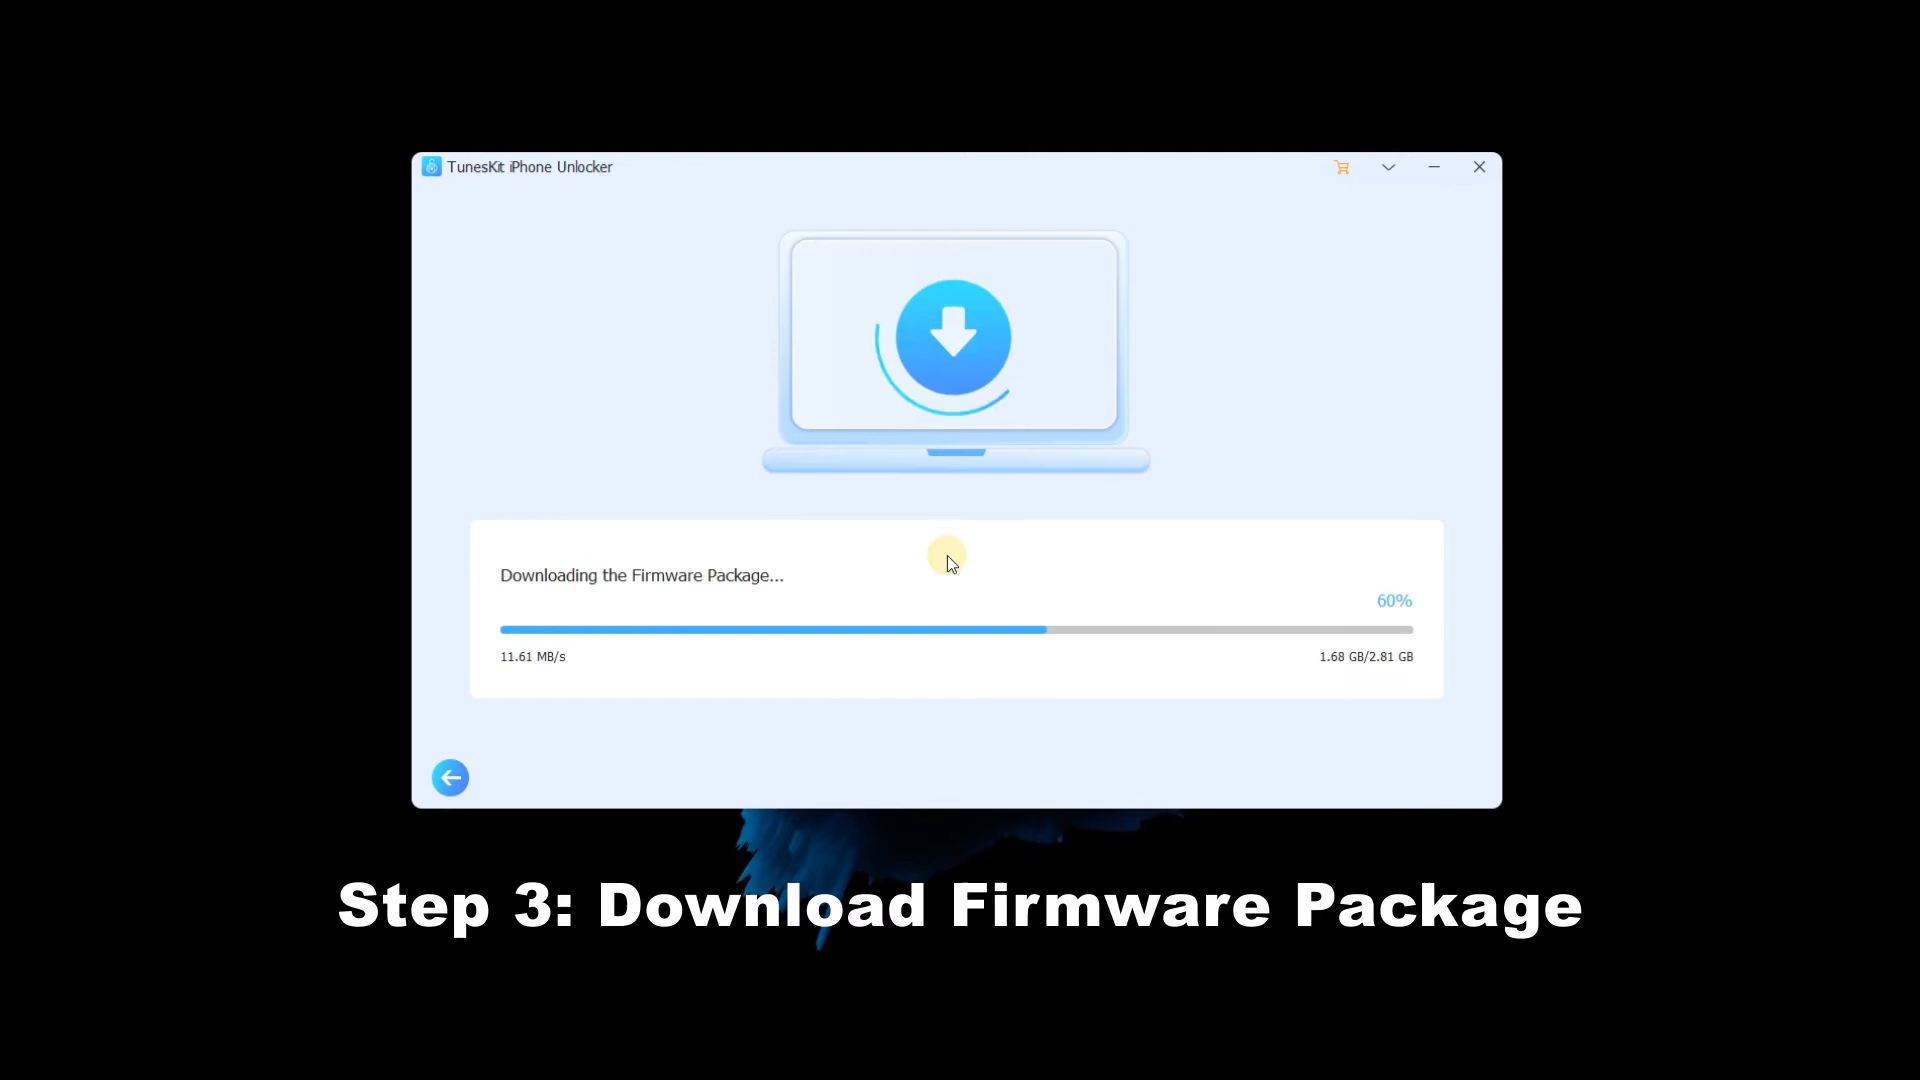 TunesKit iPhone Unlocker
Downloading the Firmware Package...
60%
11.61 MB/s
1.68 GB/2.81 GB
Step 3: Download Firmware Package